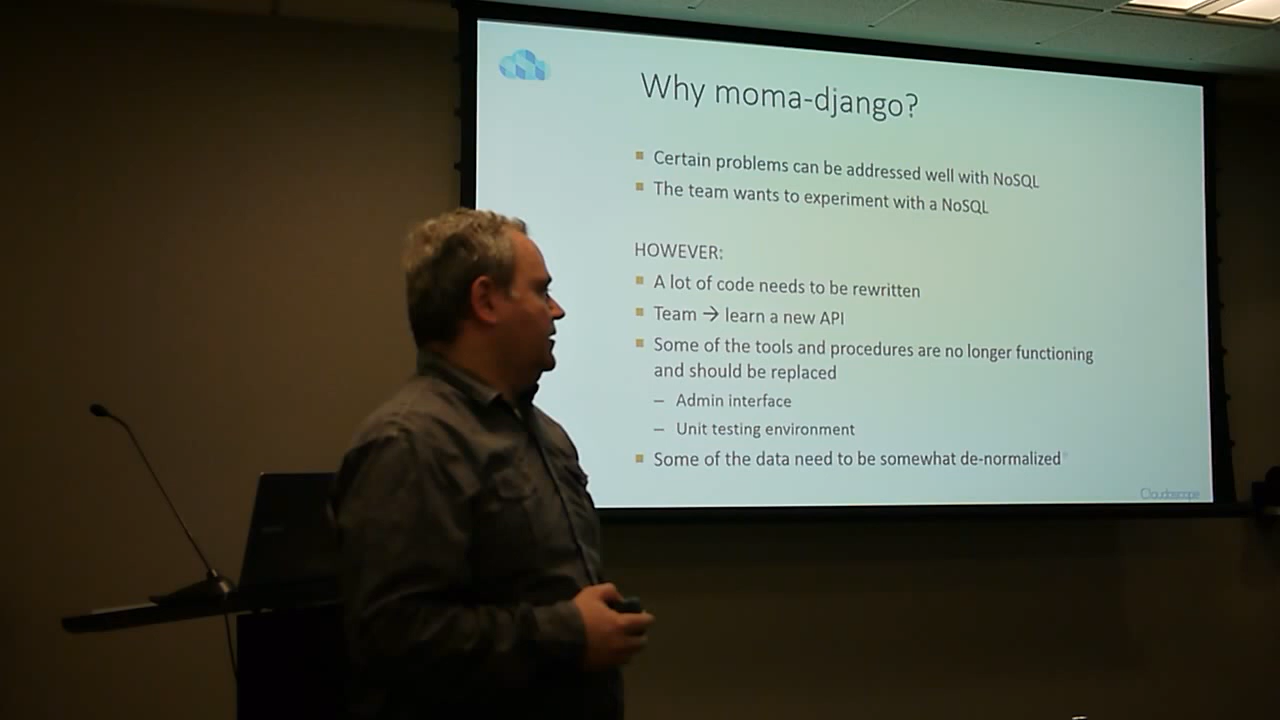 Why moma-django?
Certain problems can be addressed well with NoSQL
The team wants to experiment with a NoSQL
HOWEVER:
A lot of code needs to be rewritten
Team → learn a new API
Some of the tools and procedures are no longer functioning
and should be replaced
– Admin interface
– Unit testing environment
Some of the data need to be somewhat de-normalized
Cloudoscope